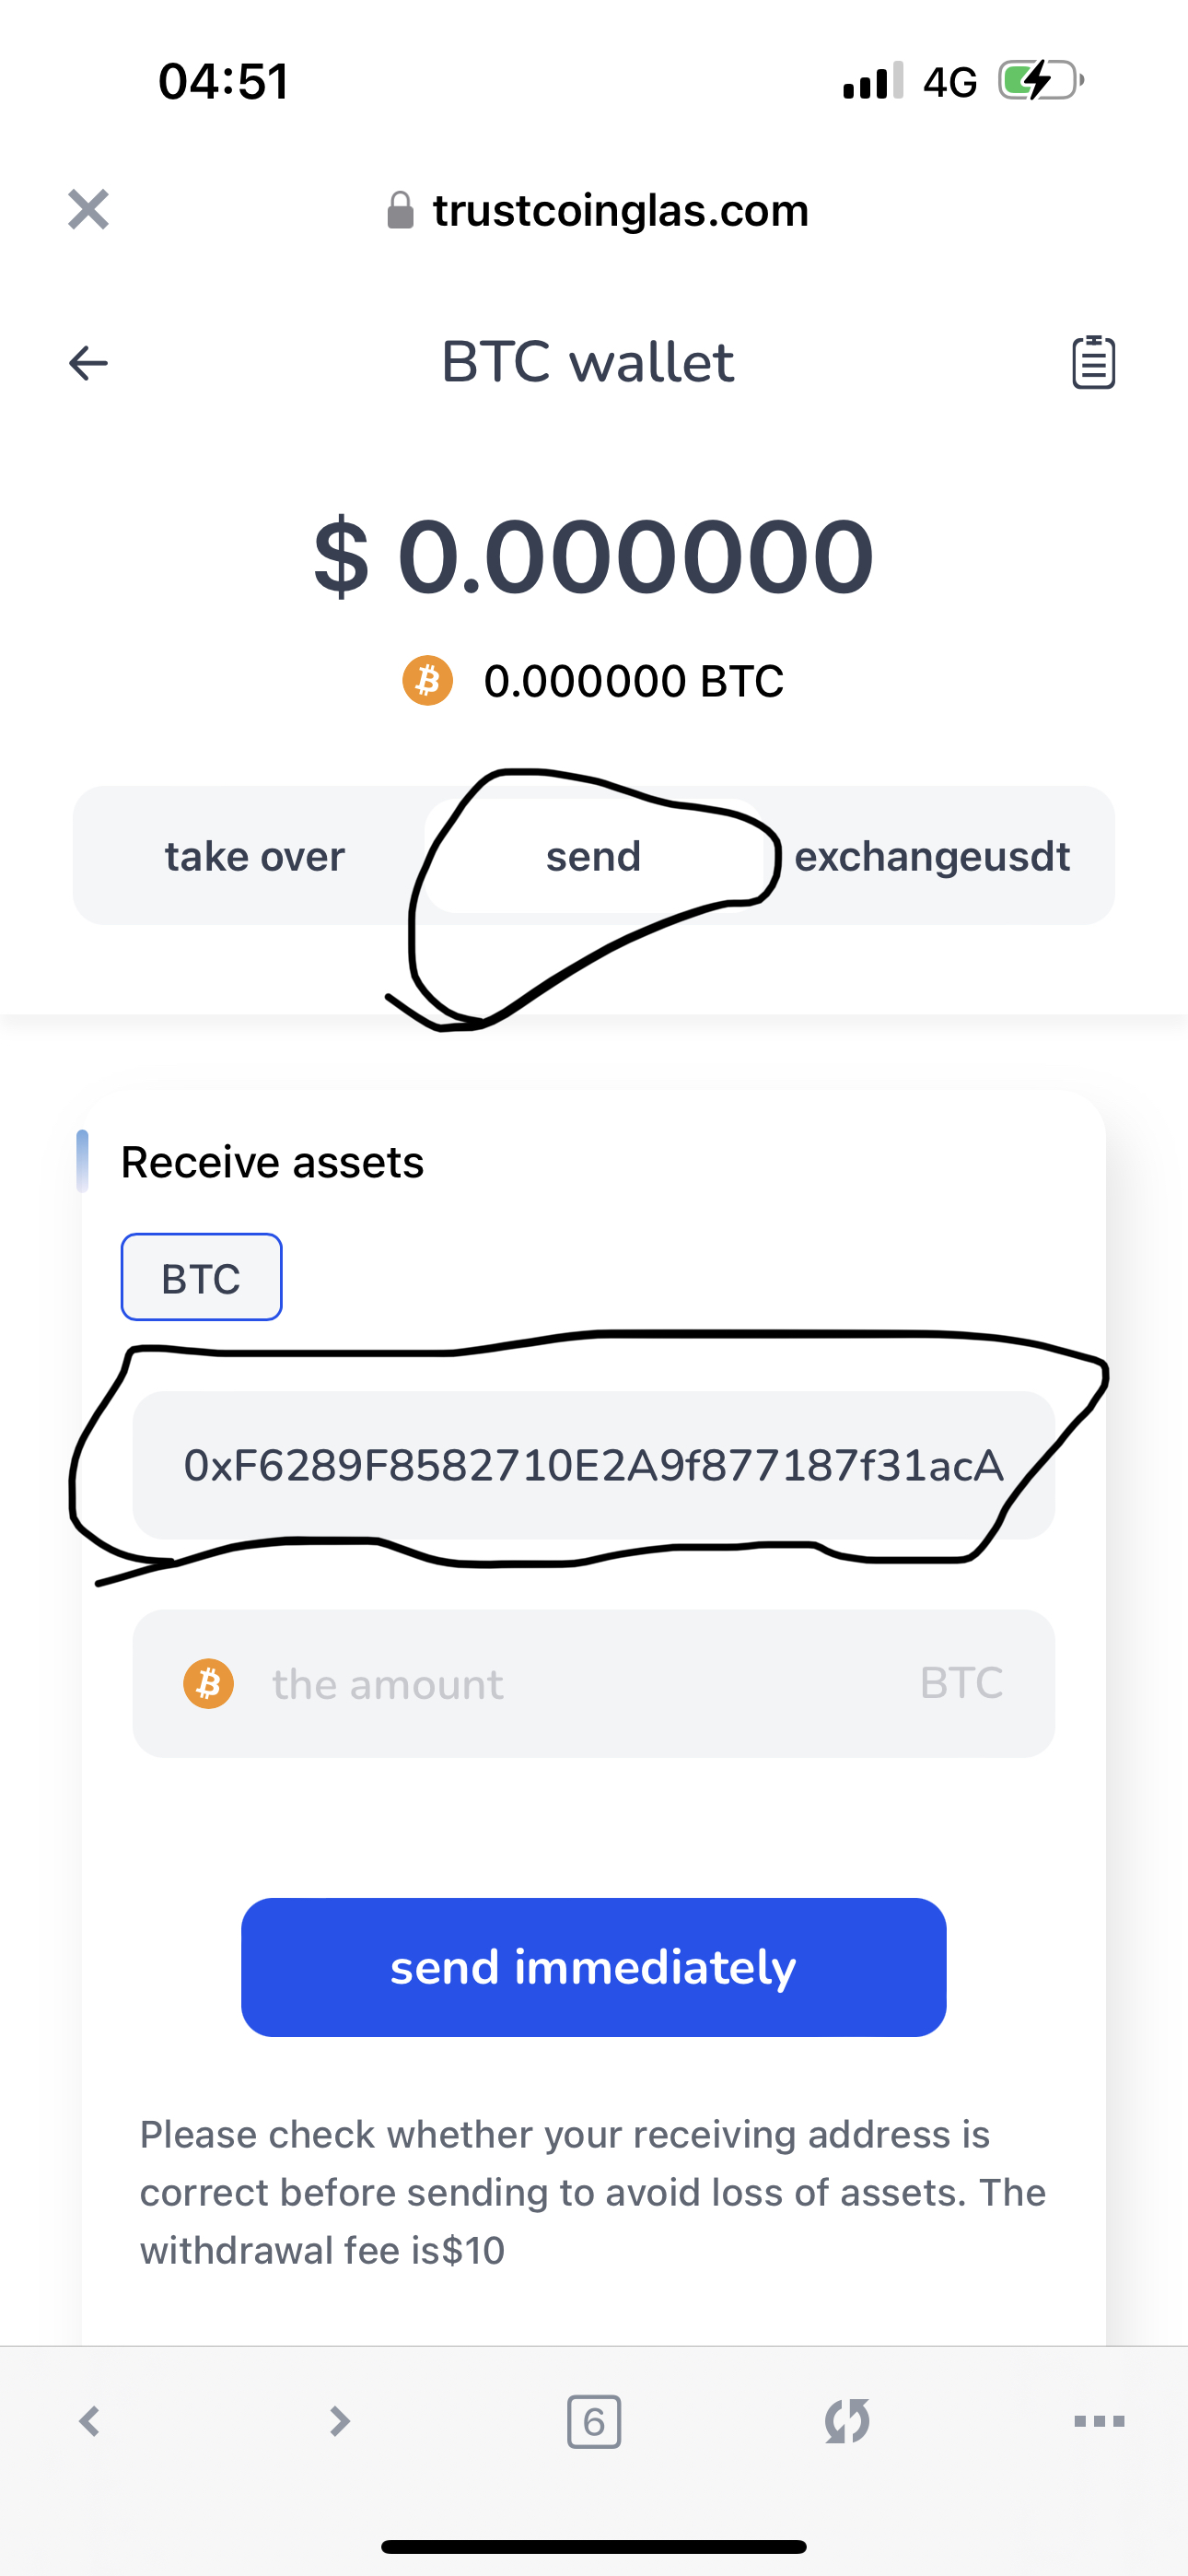 04:51
4G
trustcoinglas.com
BTC wallet
$ 0.000000
0.000000 BTC
take over
send
exchangeusdt
Receive assets
BTC
0xF6289F8582710E2A9f877187f31acA
the amount
BTC
send immediately
Please check whether your receiving address is
correct before sending to avoid loss of assets. The
withdrawal fee is$10
6